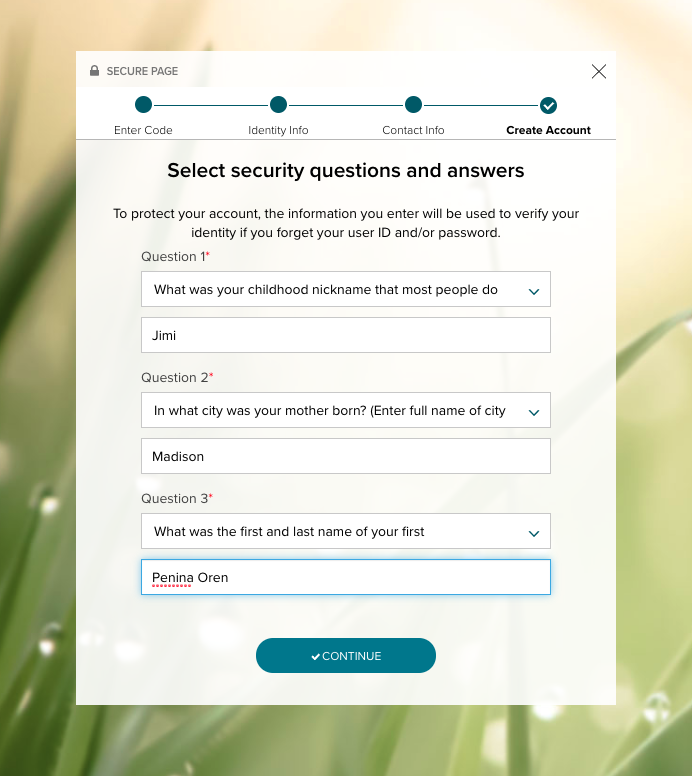 SECURE PAGE
Enter Code
Identity Info
Contact Info
Create Account
Select security questions and answers
To protect your account, the information you enter will be used to verify your
identity if you forget your user ID and/or password.
Question 1*
What was your childhood nickname that most people do
Jimi
Question 2*
In what city was your mother born? (Enter full name of city
Madison
Question 3*
What was the first and last name of your first
Penina Oren
CONTINUE